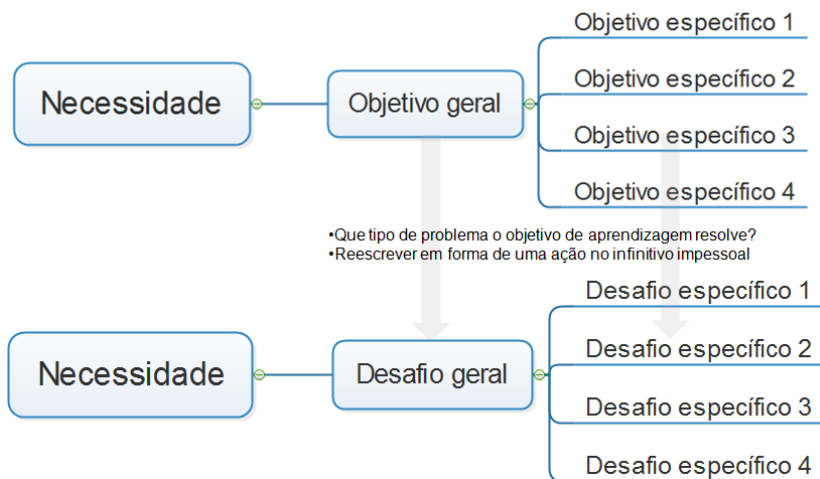 Necessidade
Objetivo geral
Objetivo específico 1
Objetivo específico 2
Objetivo específico 3
Objetivo específico 4
•Que tipo de problema o objetivo de aprendizagem resolve?
•Reescrever em forma de uma ação no infinitivo impessoal
Necessidade
Desafio geral
Desafio específico 1
Desafio específico 2
Desafio específico 3
Desafio específico 4